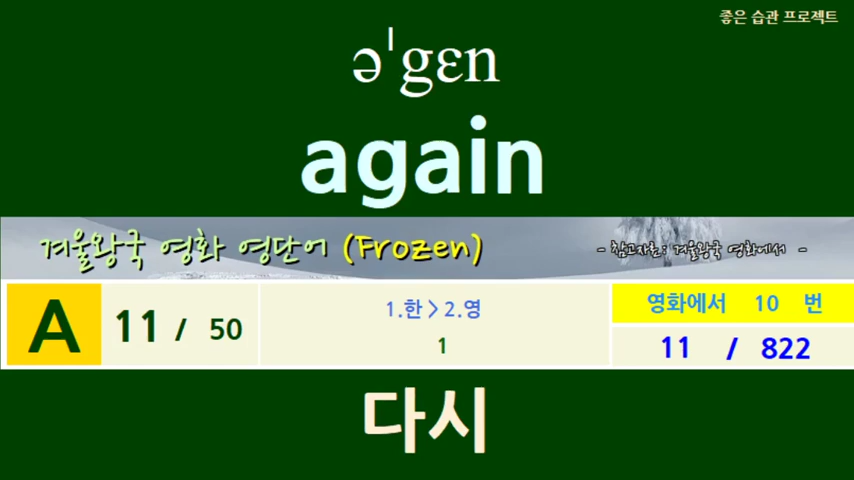 좋은 습관 프로젝트
əˈgɛn
again
겨울왕국 영화 영단어 (Frozen)
- 참고자료 : 겨울왕국 영화에서 -
A
11 / 50
1.한 > 2.영
1
영화에서 10 번
11 / 822
다시